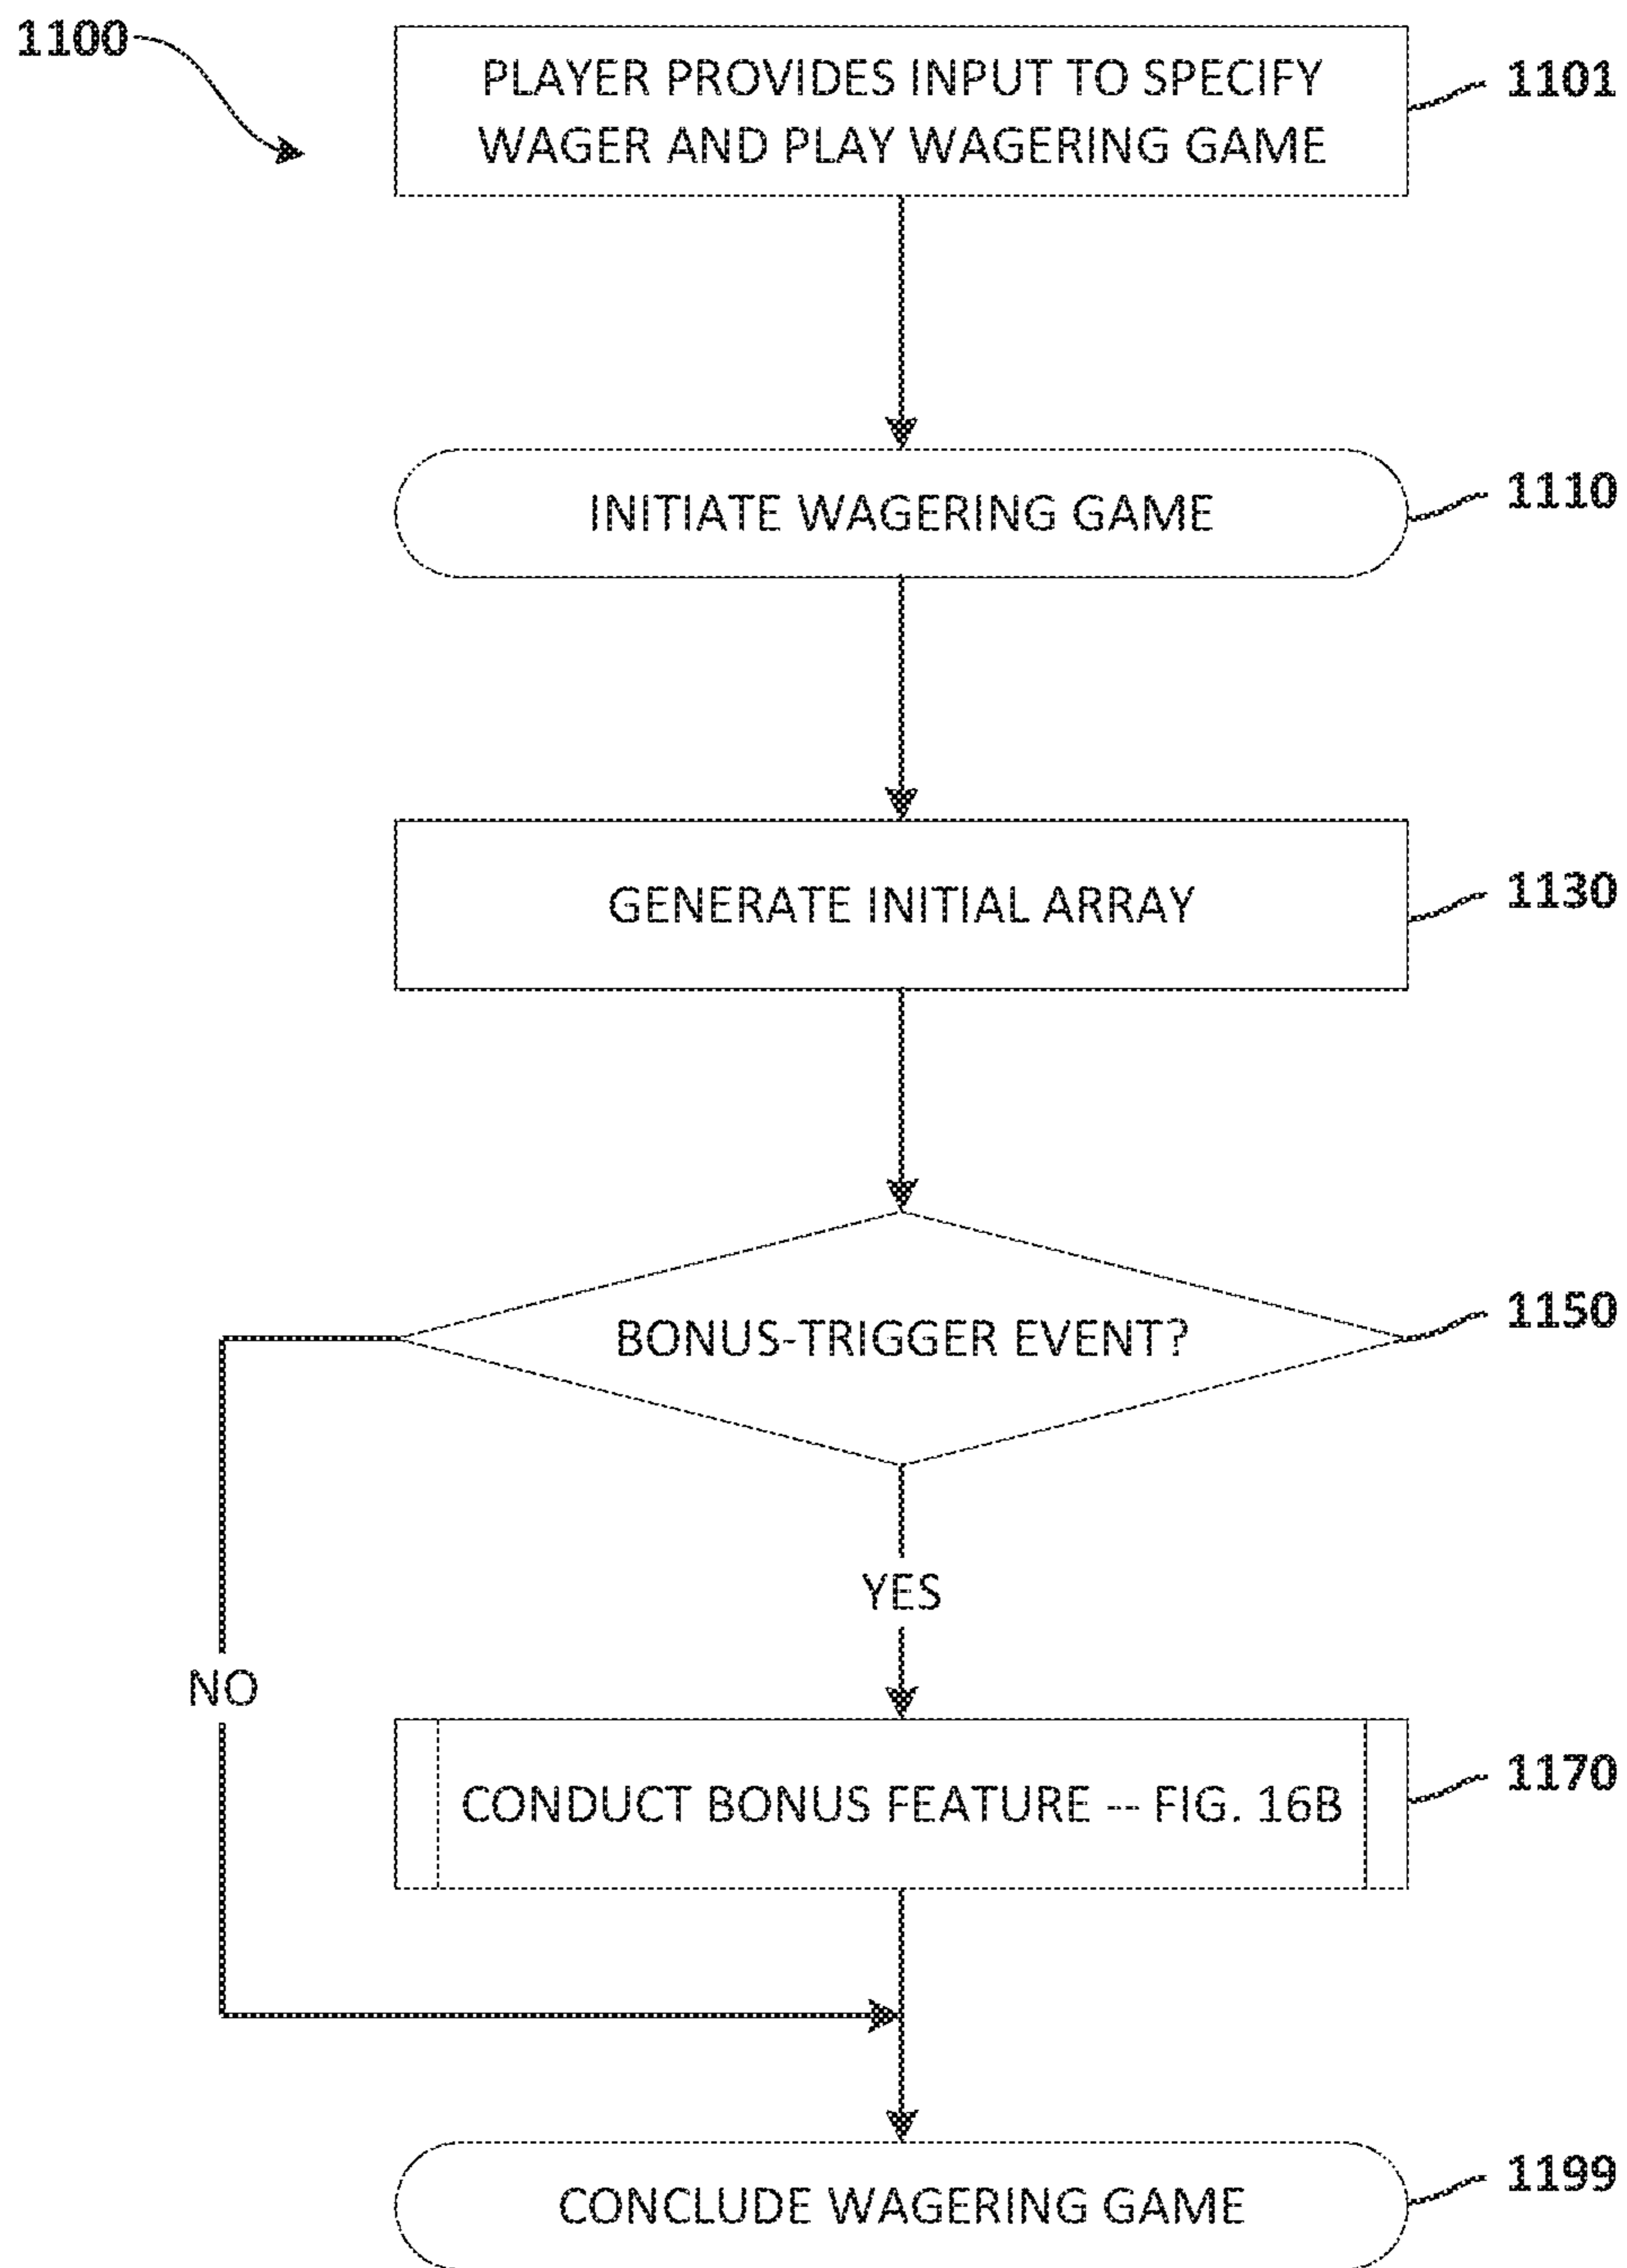 1100
PLAYER PROVIDES INPUT TO SPECIFY
WAGER AND PLAY WAGERING GAME
1101
INITIATE WAGERING GAME
1110
GENERATE INITIAL ARRAY
1130
BONUS-TRIGGER EVENT?
1150
YES
NO
CONDUCT BONUS FEATURE -- FIG. 16B
1170
CONCLUDE WAGERING GAME
1199